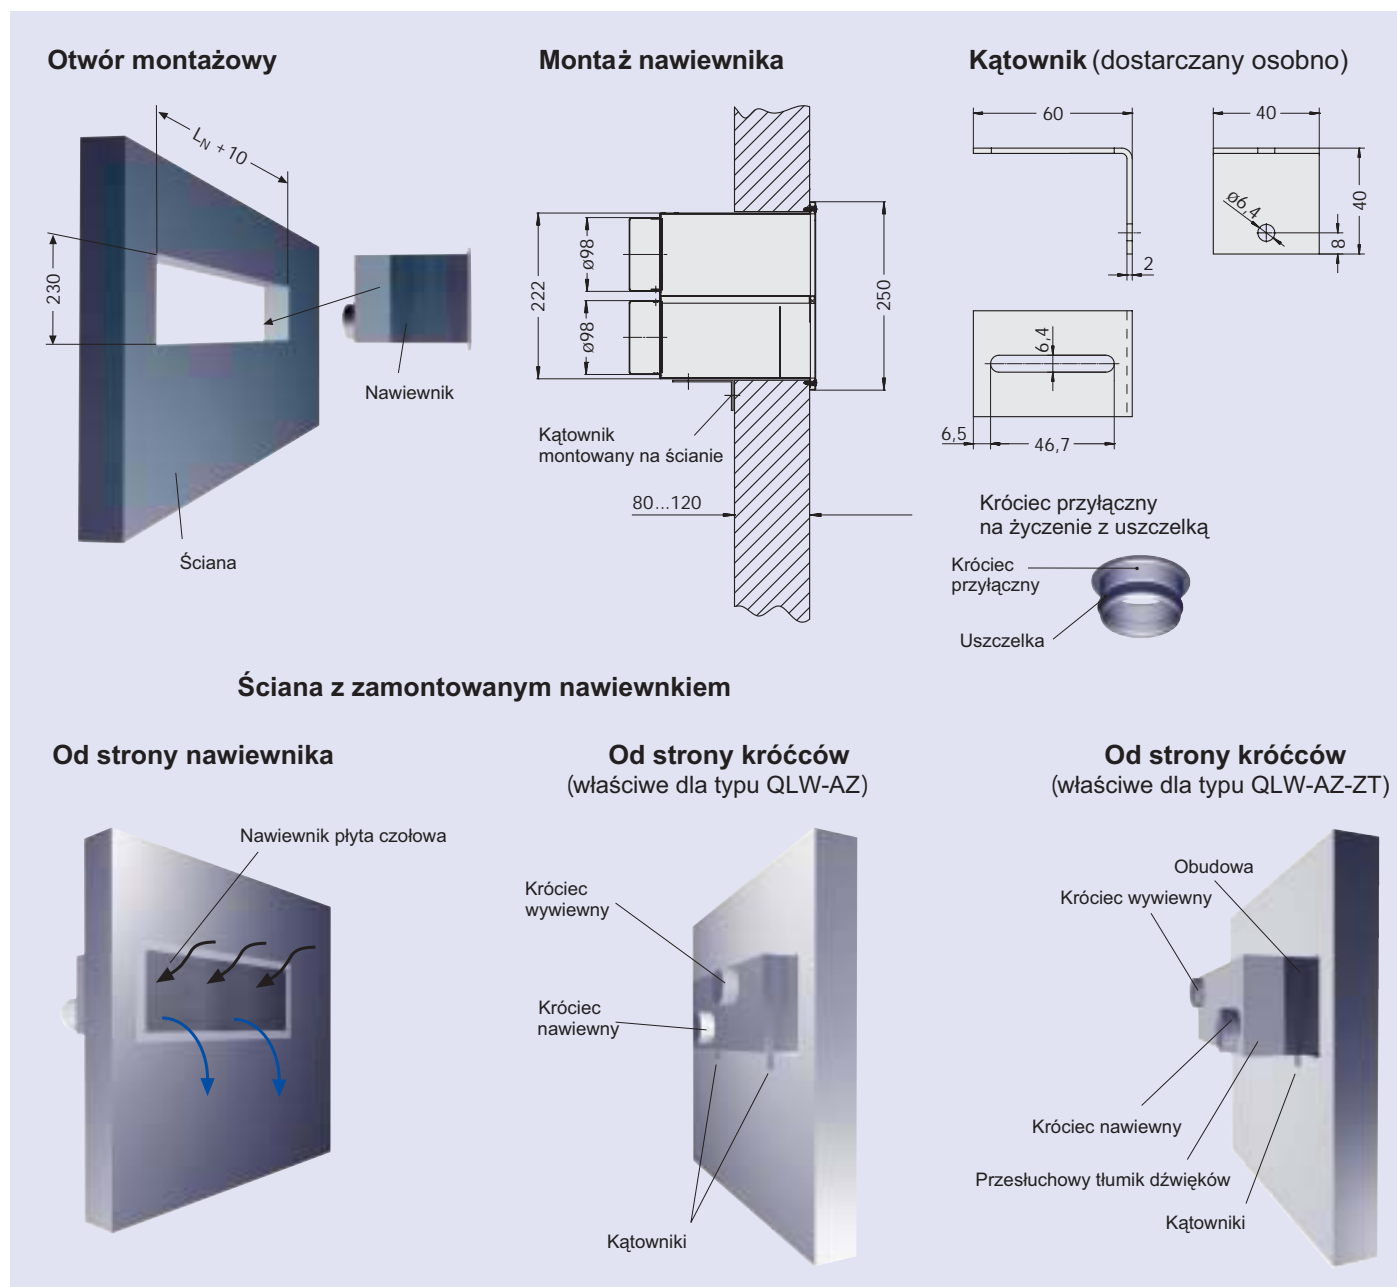 Otwór montażowy
L_N +10
230
Nawiewnik
Ściana
Montaż nawiewnika
222
ø98
ø98
250
Kątownik
montowany na ścianie
80...120
Kątownik (dostarczany osobno)
60
2
40
ø6,4
40
8
6,4
6,5
46,7
Króciec przyłączny
na życzenie z uszczelką
Króciec
przyłączny
Uszczelka
Ściana z zamontowanym nawiewnkiem
Od strony nawiewnika
Nawiewnik płyta czołowa
Od strony króćców
(właściwe dla typu QLW-AZ)
Króciec
wywiewny
Króciec
nawiewny
Kątowniki
Od strony króćców
(właściwe dla typu QLW-AZ-ZT)
Obudowa
Króciec wywiewny
Króciec nawiewny
Przesłuchowy tłumik dźwięków
Kątowniki